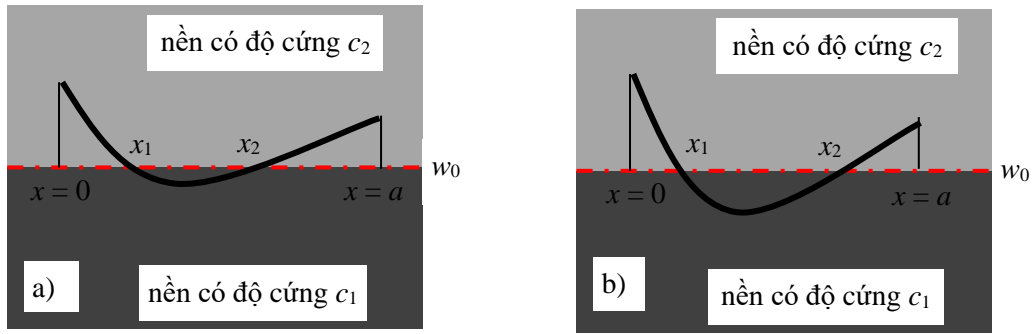 nền có độ cứng c₂
x₁
x₂
w₀
x = 0
x = a
a)
nền có độ cứng c₁
nền có độ cứng c₂
x₁
x₂
w₀
x = 0
x = a
b)
nền có độ cứng c₁